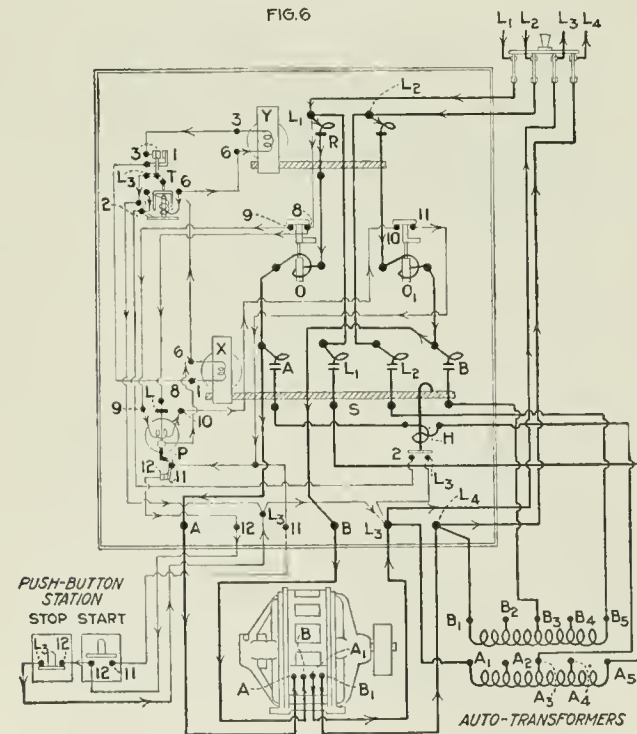 FIG.6
L1 L2 L3 L4
L1 L2
3 Y
3 1 R
L3 T 6 6
2
9 8 11
10
O O1
6 X
A L1 L2 B
8 1
9 L 10 S H
P 2
12 11 L3
L3 L4
A 12 11 B L3
PUSH-BUTTON
STATION
STOP START
L3 12
12 11
B A1
A B1
B1 B2 B3 B4 B5
A1 A2 A3 A4 A5
AUTO-TRANSFORMERS